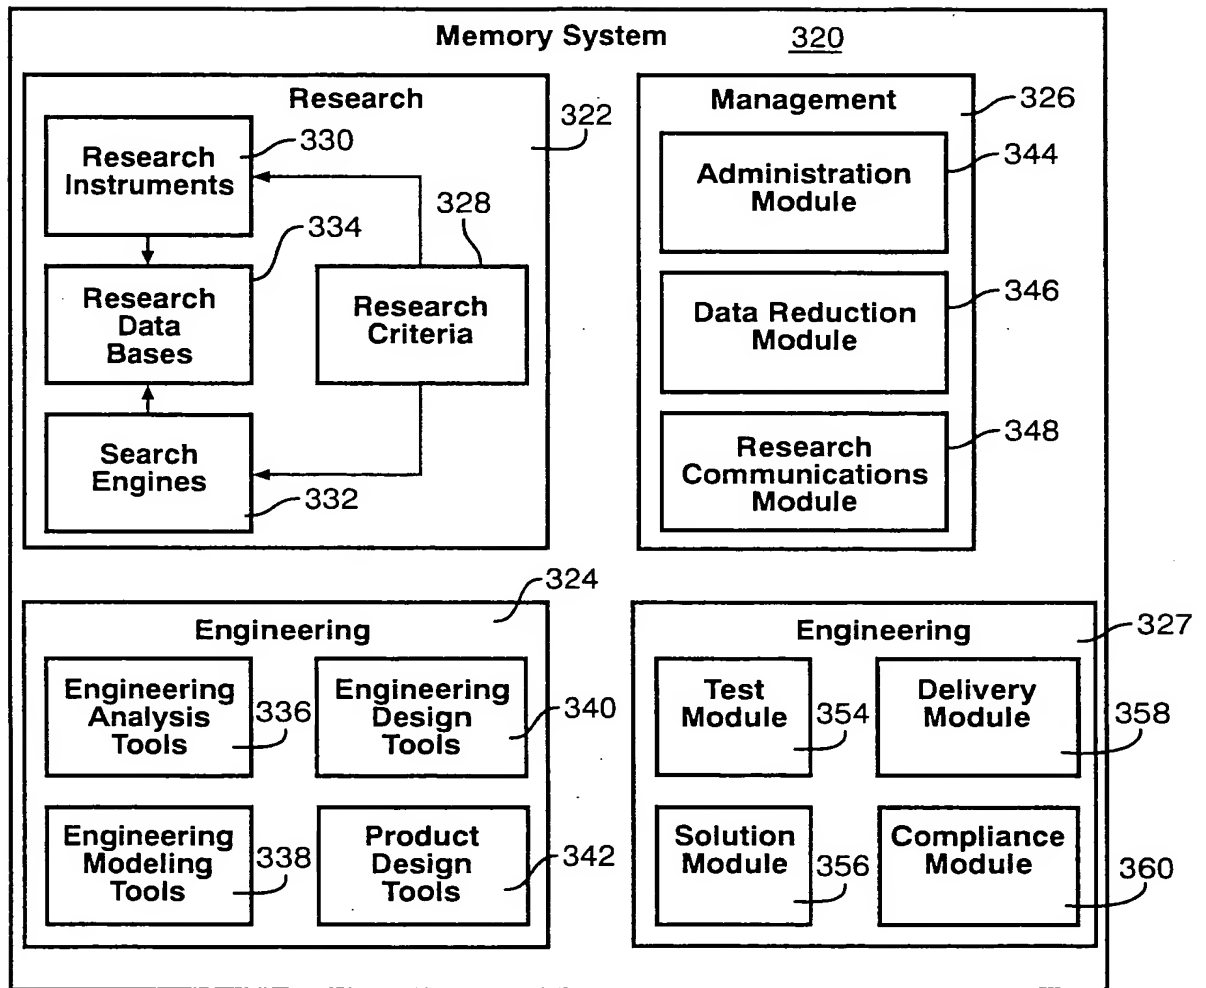 Memory System 320
Research
322
Research
Instruments
330
334
328
Research
Data
Bases
Research
Criteria
Search
Engines
332
Management
326
Administration
Module
344
Data Reduction
Module
346
Research
Communications
Module
348
324
Engineering
Engineering
Analysis
Tools
336
Engineering
Design
Tools
340
Engineering
Modeling
Tools
338
Product
Design
Tools
342
Engineering
327
Test
Module
354
Delivery
Module
358
Solution
Module
356
Compliance
Module
360